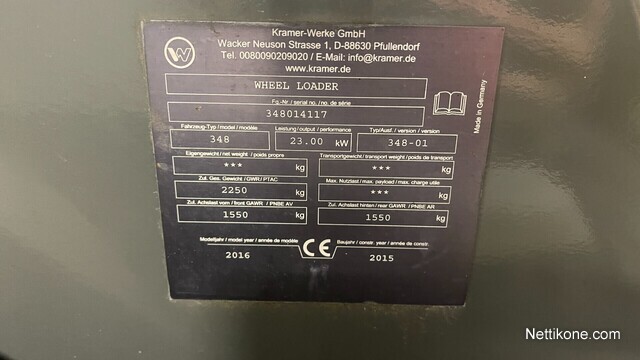 Kramer-Werke GmbH
Wacker Neuson Strasse 1, D-88630 Pfullendorf
Tel. 0080090209020 / E-Mail: info@kramer.de
www.kramer.de
WHEEL LOADER
Fg.-Nr./ serial no./ no. de série
348014117
Fahrzeug-Typ / model / modèle
Leistung / output / performance
Typ/Ausf. / version / version
348
23.00 kW
348-01
Eigengewicht / net weight / poids propre
Transportgewicht / transport weight / poids de transport
*** kg
*** kg
Zul. Ges. Gewicht / GWR / PTAC
Max. Nutzlast / max. payload / max. charge utile
2250 kg
*** kg
Zul. Achslast vorn / front GAWR / PNBE AV
Zul. Achslast hinten / rear GAWR / PNBE AR
1550 kg
1550 kg
Modelljahr / model year / année de modèle
CE
Baujahr / constr. year / année de constr.
2016
2015
Made in Germany
Nettikone.com